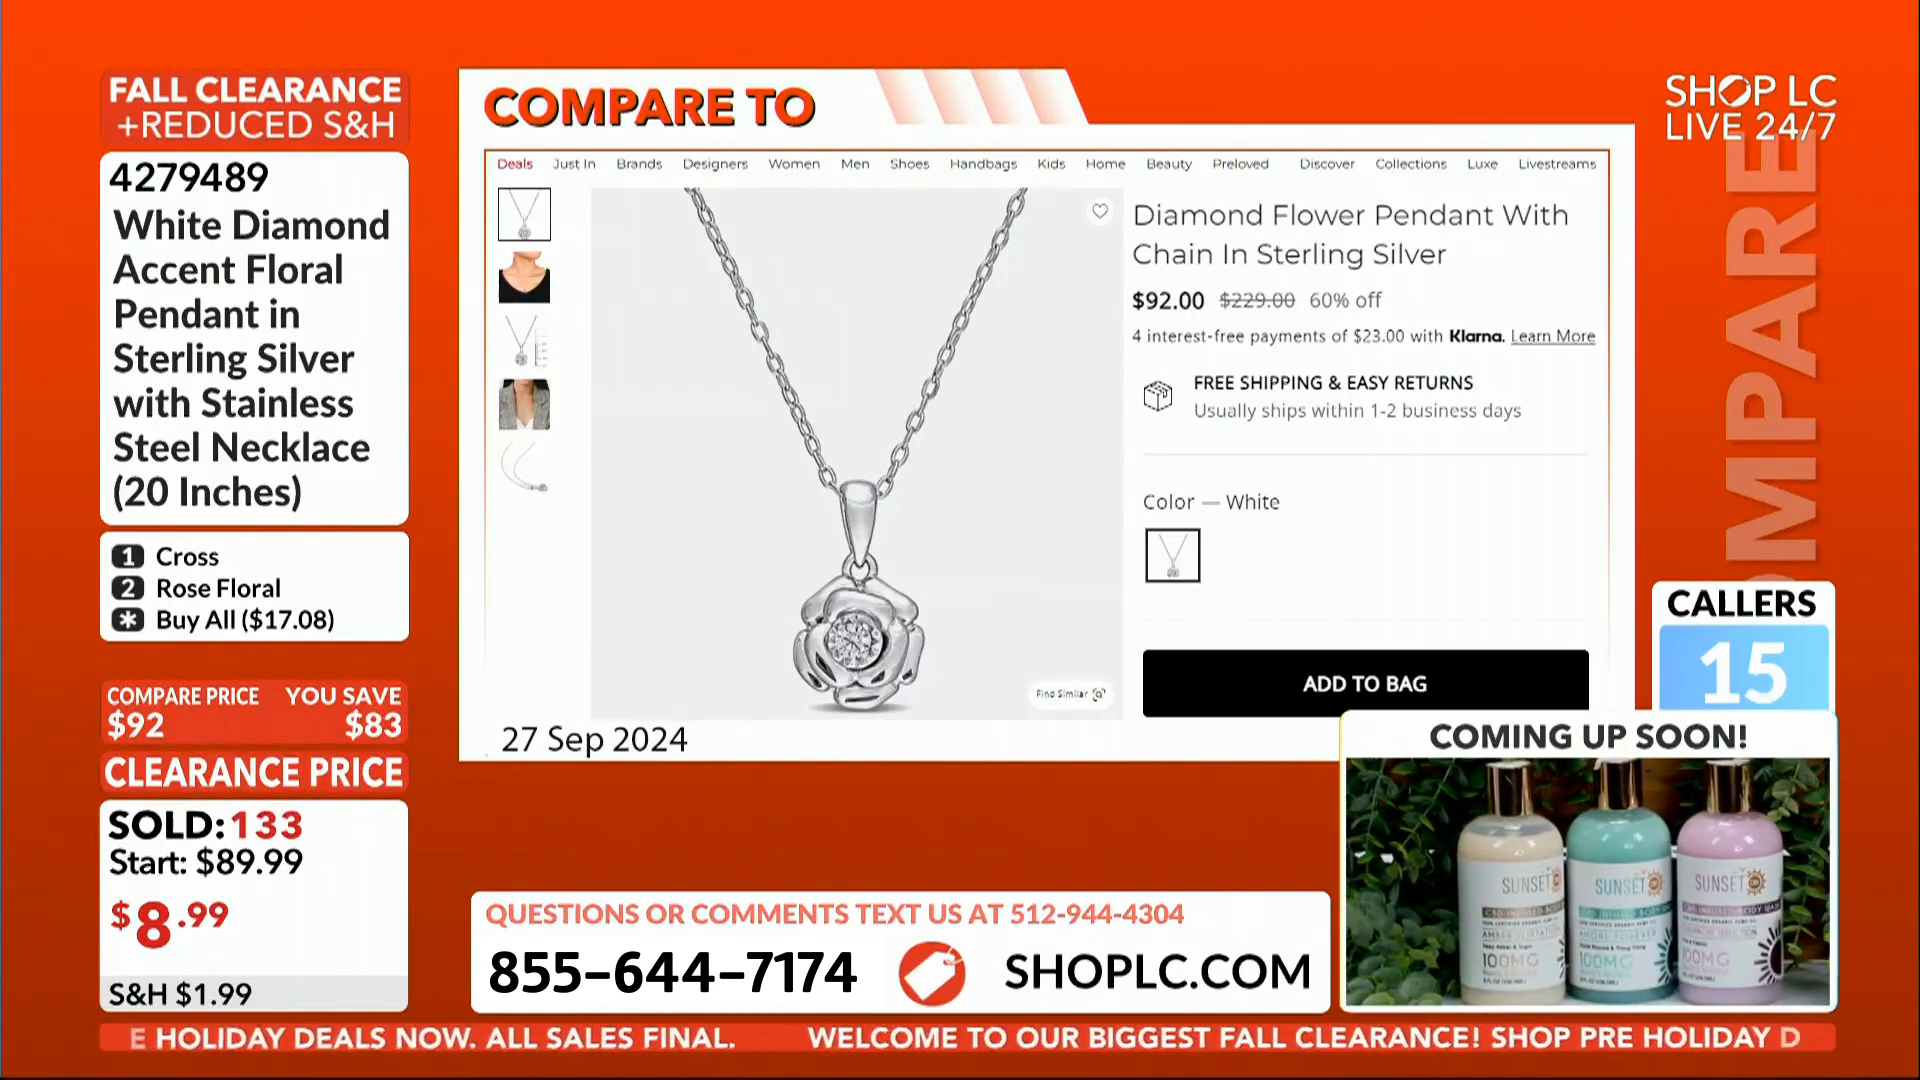 FALL CLEARANCE
+REDUCED S&H
4279489
White Diamond
Accent Floral
Pendant in
Sterling Silver
with Stainless
Steel Necklace
(20 Inches)
1 Cross
2 Rose Floral
* Buy All ($17.08)
COMPARE PRICE YOU SAVE
$92 $83
CLEARANCE PRICE
SOLD: 133
Start: $89.99
$8.99
S&H $1.99
COMPARE TO
Deals Just In Brands Designers Women Men Shoes Handbags Kids Home Beauty Preloved Discover Collections Luxe Livestreams
Diamond Flower Pendant With
Chain In Sterling Silver
$92.00 $229.00 60% off
4 interest-free payments of $23.00 with Klarna. Learn More
FREE SHIPPING & EASY RETURNS
Usually ships within 1-2 business days
Color — White
Find Similar
ADD TO BAG
27 Sep 2024
SHOP LC
LIVE 24/7
OMPARE
CALLERS
15
COMING UP SOON!
SUNSET SUNSET SUNSET
100MG 100MG 100MG
QUESTIONS OR COMMENTS TEXT US AT 512-944-4304
855-644-7174 SHOPLC.COM
E HOLIDAY DEALS NOW. ALL SALES FINAL. WELCOME TO OUR BIGGEST FALL CLEARANCE! SHOP PRE HOLIDAY D